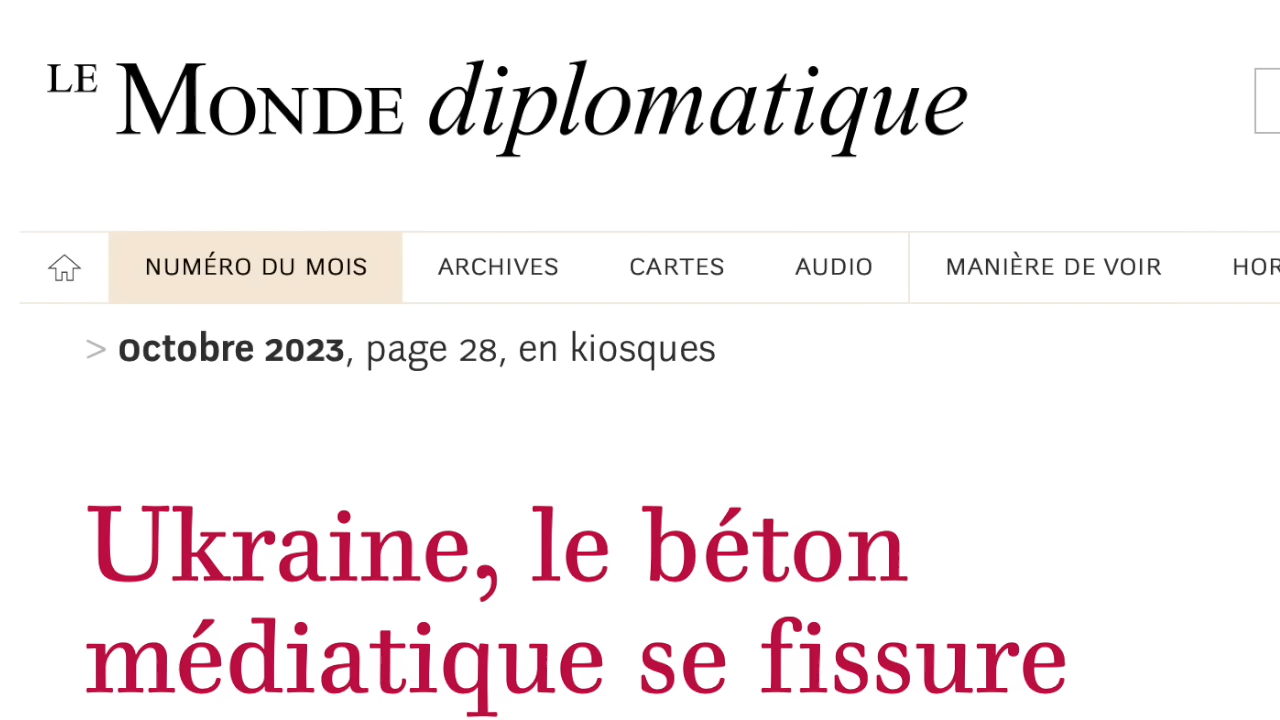 LE MONDE diplomatique
NUMÉRO DU MOIS ARCHIVES CARTES AUDIO MANIÈRE DE VOIR HOR
> octobre 2023, page 28, en kiosques
Ukraine, le béton
médiatique se fissure